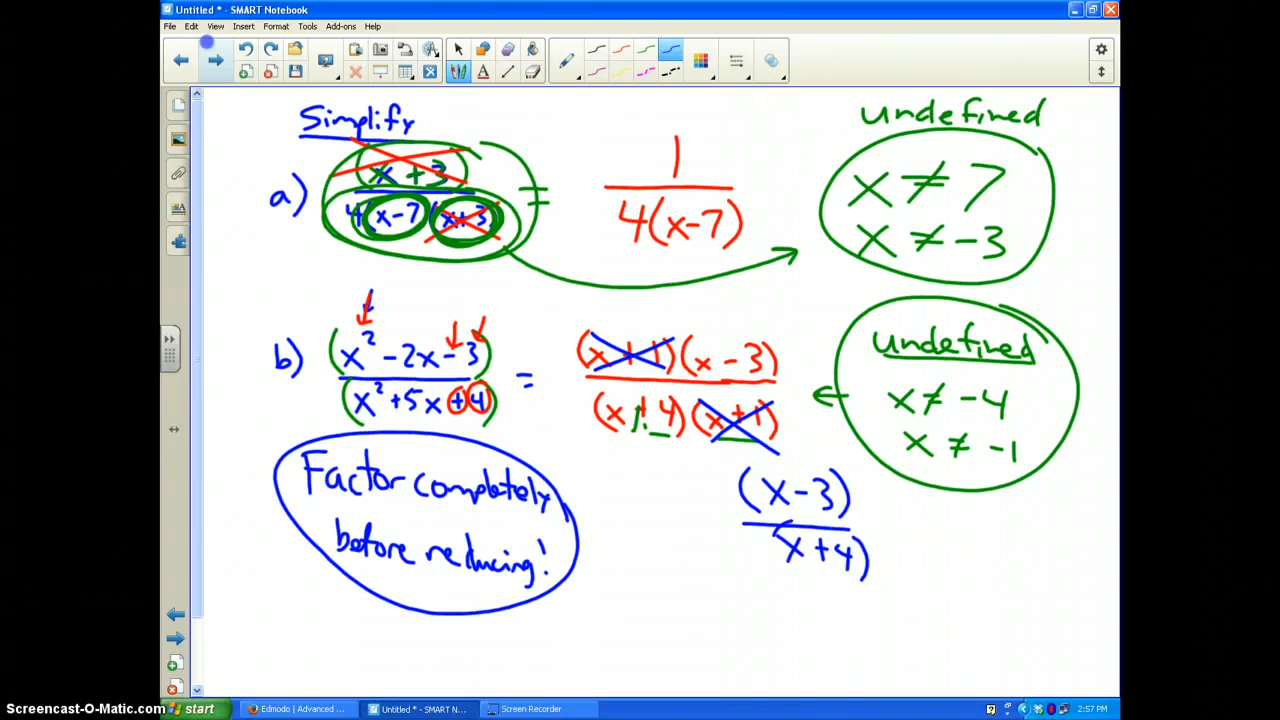 Untitled * - SMART Notebook
File Edit View Insert Format Tools Add-ons Help
Simplify
undefined
a) (x + 3) / 4(x-7)(x+3) = 1 / 4(x-7)
x ≠ 7
x ≠ -3
b) (x² - 2x - 3) / (x² + 5x + 4) = (x + 1)(x - 3) / (x + 4)(x + 1)
undefined
x ≠ -4
x ≠ -1
Factor completely
before reducing!
(x-3)
(x+4)
Screencast-O-Matic.com
start
Edmodo | Advanced ...
Untitled * - SMART N...
Screen Recorder
2:57 PM